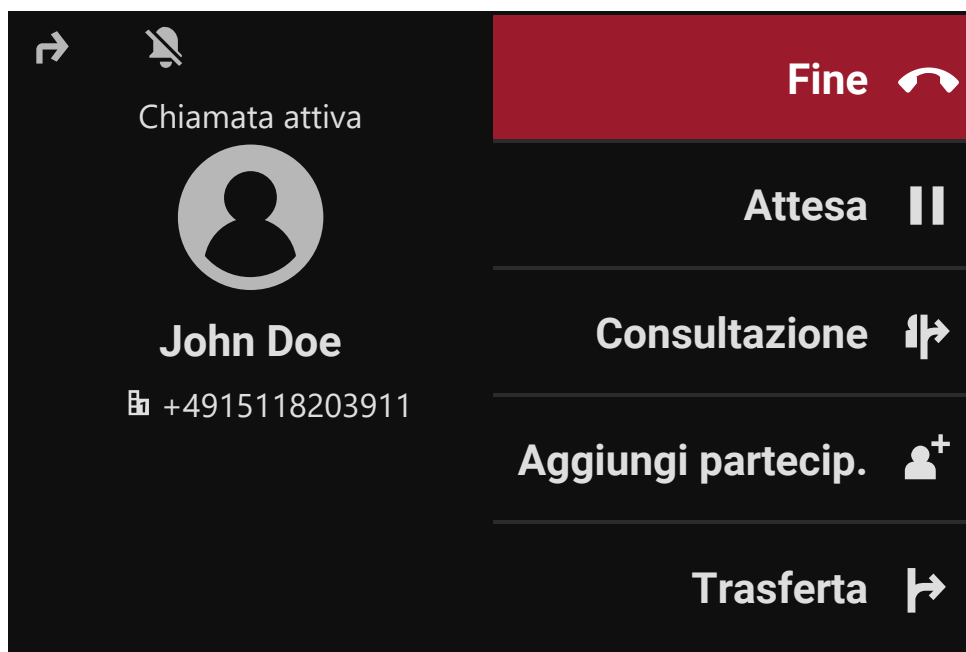 Chiamata attiva
John Doe
+4915118203911
Fine
Attesa
Consultazione
Aggiungi partecip.
Trasferta